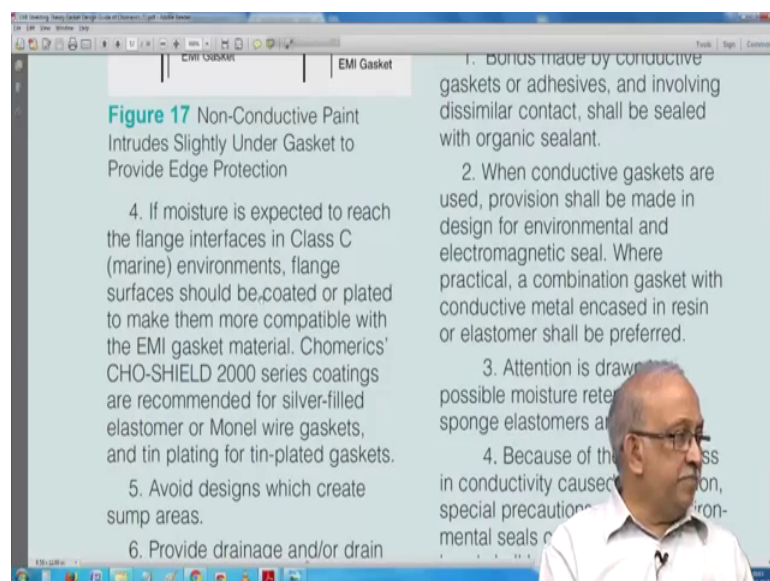 EMI Gasket
EMI Gasket
Figure 17 Non-Conductive Paint
Intrudes Slightly Under Gasket to
Provide Edge Protection
4. If moisture is expected to reach
the flange interfaces in Class C
(marine) environments, flange
surfaces should be coated or plated
to make them more compatible with
the EMI gasket material. Chomerics'
CHO-SHIELD 2000 series coatings
are recommended for silver-filled
elastomer or Monel wire gaskets,
and tin plating for tin-plated gaskets.
5. Avoid designs which create
sump areas.
6. Provide drainage and/or drain
1. Bonds made by conductive
gaskets or adhesives, and involving
dissimilar contact, shall be sealed
with organic sealant.
2. When conductive gaskets are
used, provision shall be made in
design for environmental and
electromagnetic seal. Where
practical, a combination gasket with
conductive metal encased in resin
or elastomer shall be preferred.
3. Attention is drawn
possible moisture
sponge elastomers
4. Because of
in conductivity
special
mental seals
Tools Sign